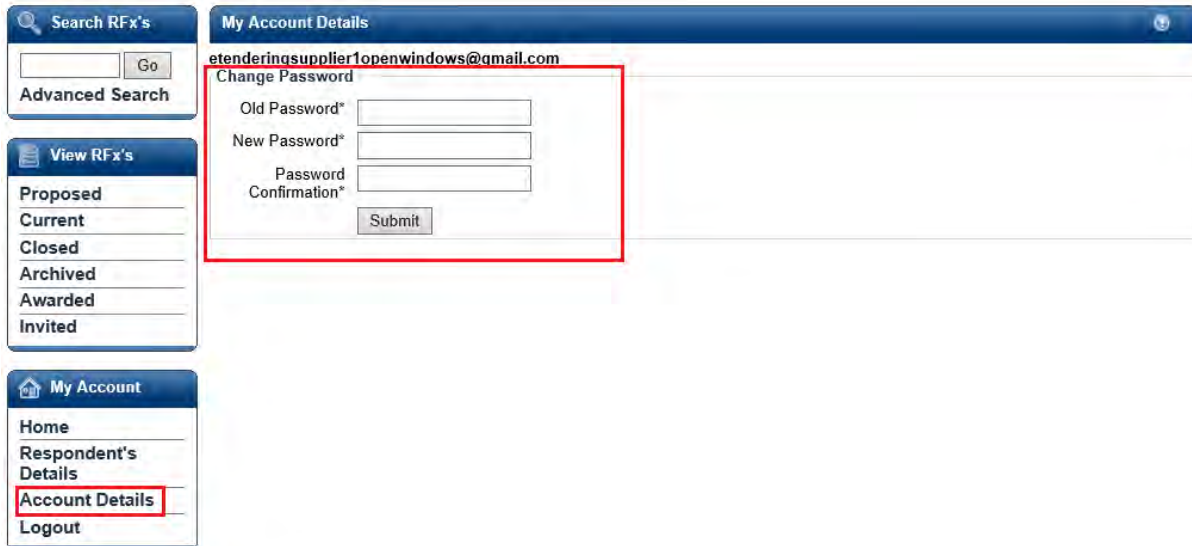 Search RFx's
Go
Advanced Search
View RFx's
Proposed
Current
Closed
Archived
Awarded
Invited
My Account
Home
Respondent's
Details
Account Details
Logout
My Account Details
etenderingsupplier1openwindows@gmail.com
Change Password
Old Password*
New Password*
Password
Confirmation*
Submit